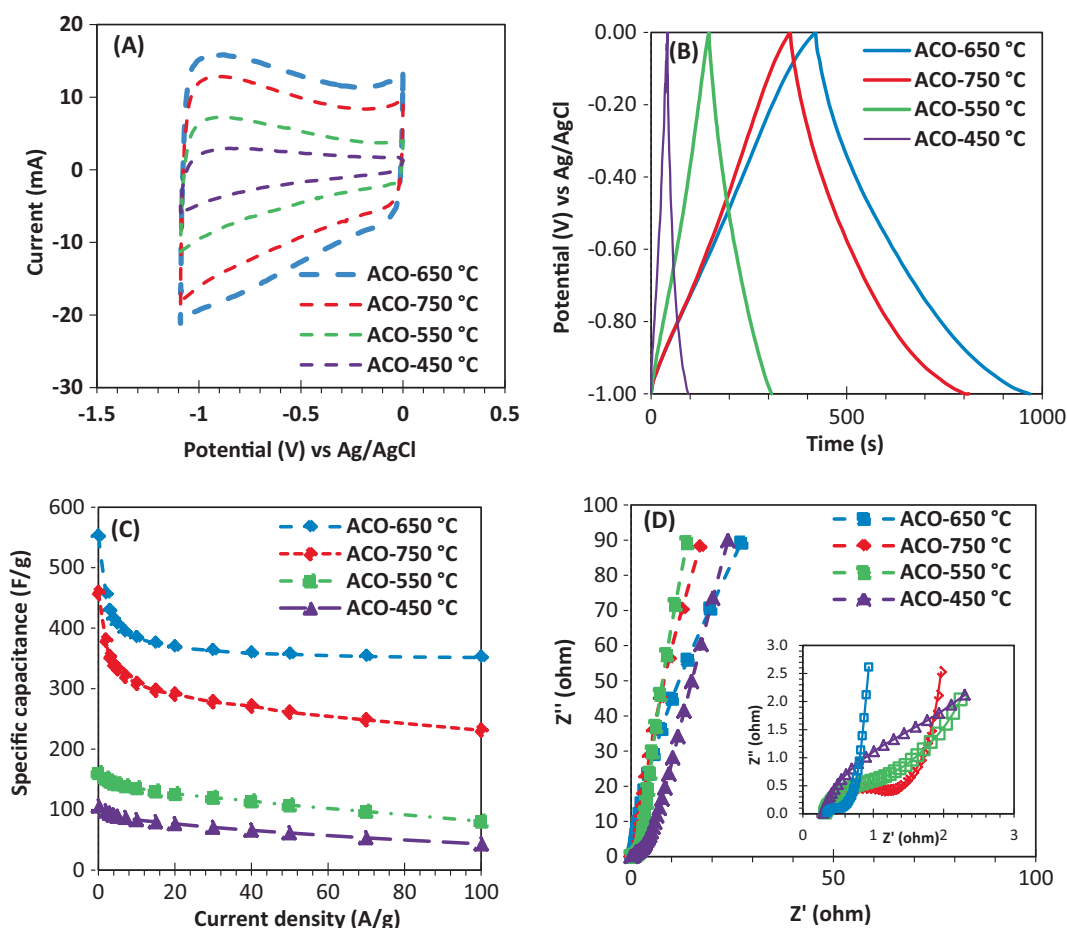 (A)
20
10
0
-10
-20
-30
-1.5
-1
-0.5
0
0.5
Current (mA)
Potential (V) vs Ag/AgCl
ACO-650 °C
ACO-750 °C
ACO-550 °C
ACO-450 °C
(B)
0.00
-0.20
-0.40
-0.60
-0.80
-1.00
0
500
1000
Potential (V) vs Ag/AgCl
Time (s)
ACO-650 °C
ACO-750 °C
ACO-550 °C
ACO-450 °C
(C)
600
500
400
300
200
100
0
0
20
40
60
80
100
Specific capacitance (F/g)
Current density (A/g)
ACO-650 °C
ACO-750 °C
ACO-550 °C
ACO-450 °C
(D)
100
90
80
70
60
50
40
30
20
10
0
0
50
100
Z'' (ohm)
Z' (ohm)
ACO-650 °C
ACO-750 °C
ACO-550 °C
ACO-450 °C
3.0
2.5
2.0
1.5
1.0
0.5
0.0
0
1
2
3
Z'' (ohm)
Z' (ohm)